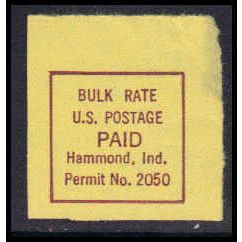 BULK RATE
U.S. POSTAGE
PAID
Hammond, Ind.
Permit No. 2050